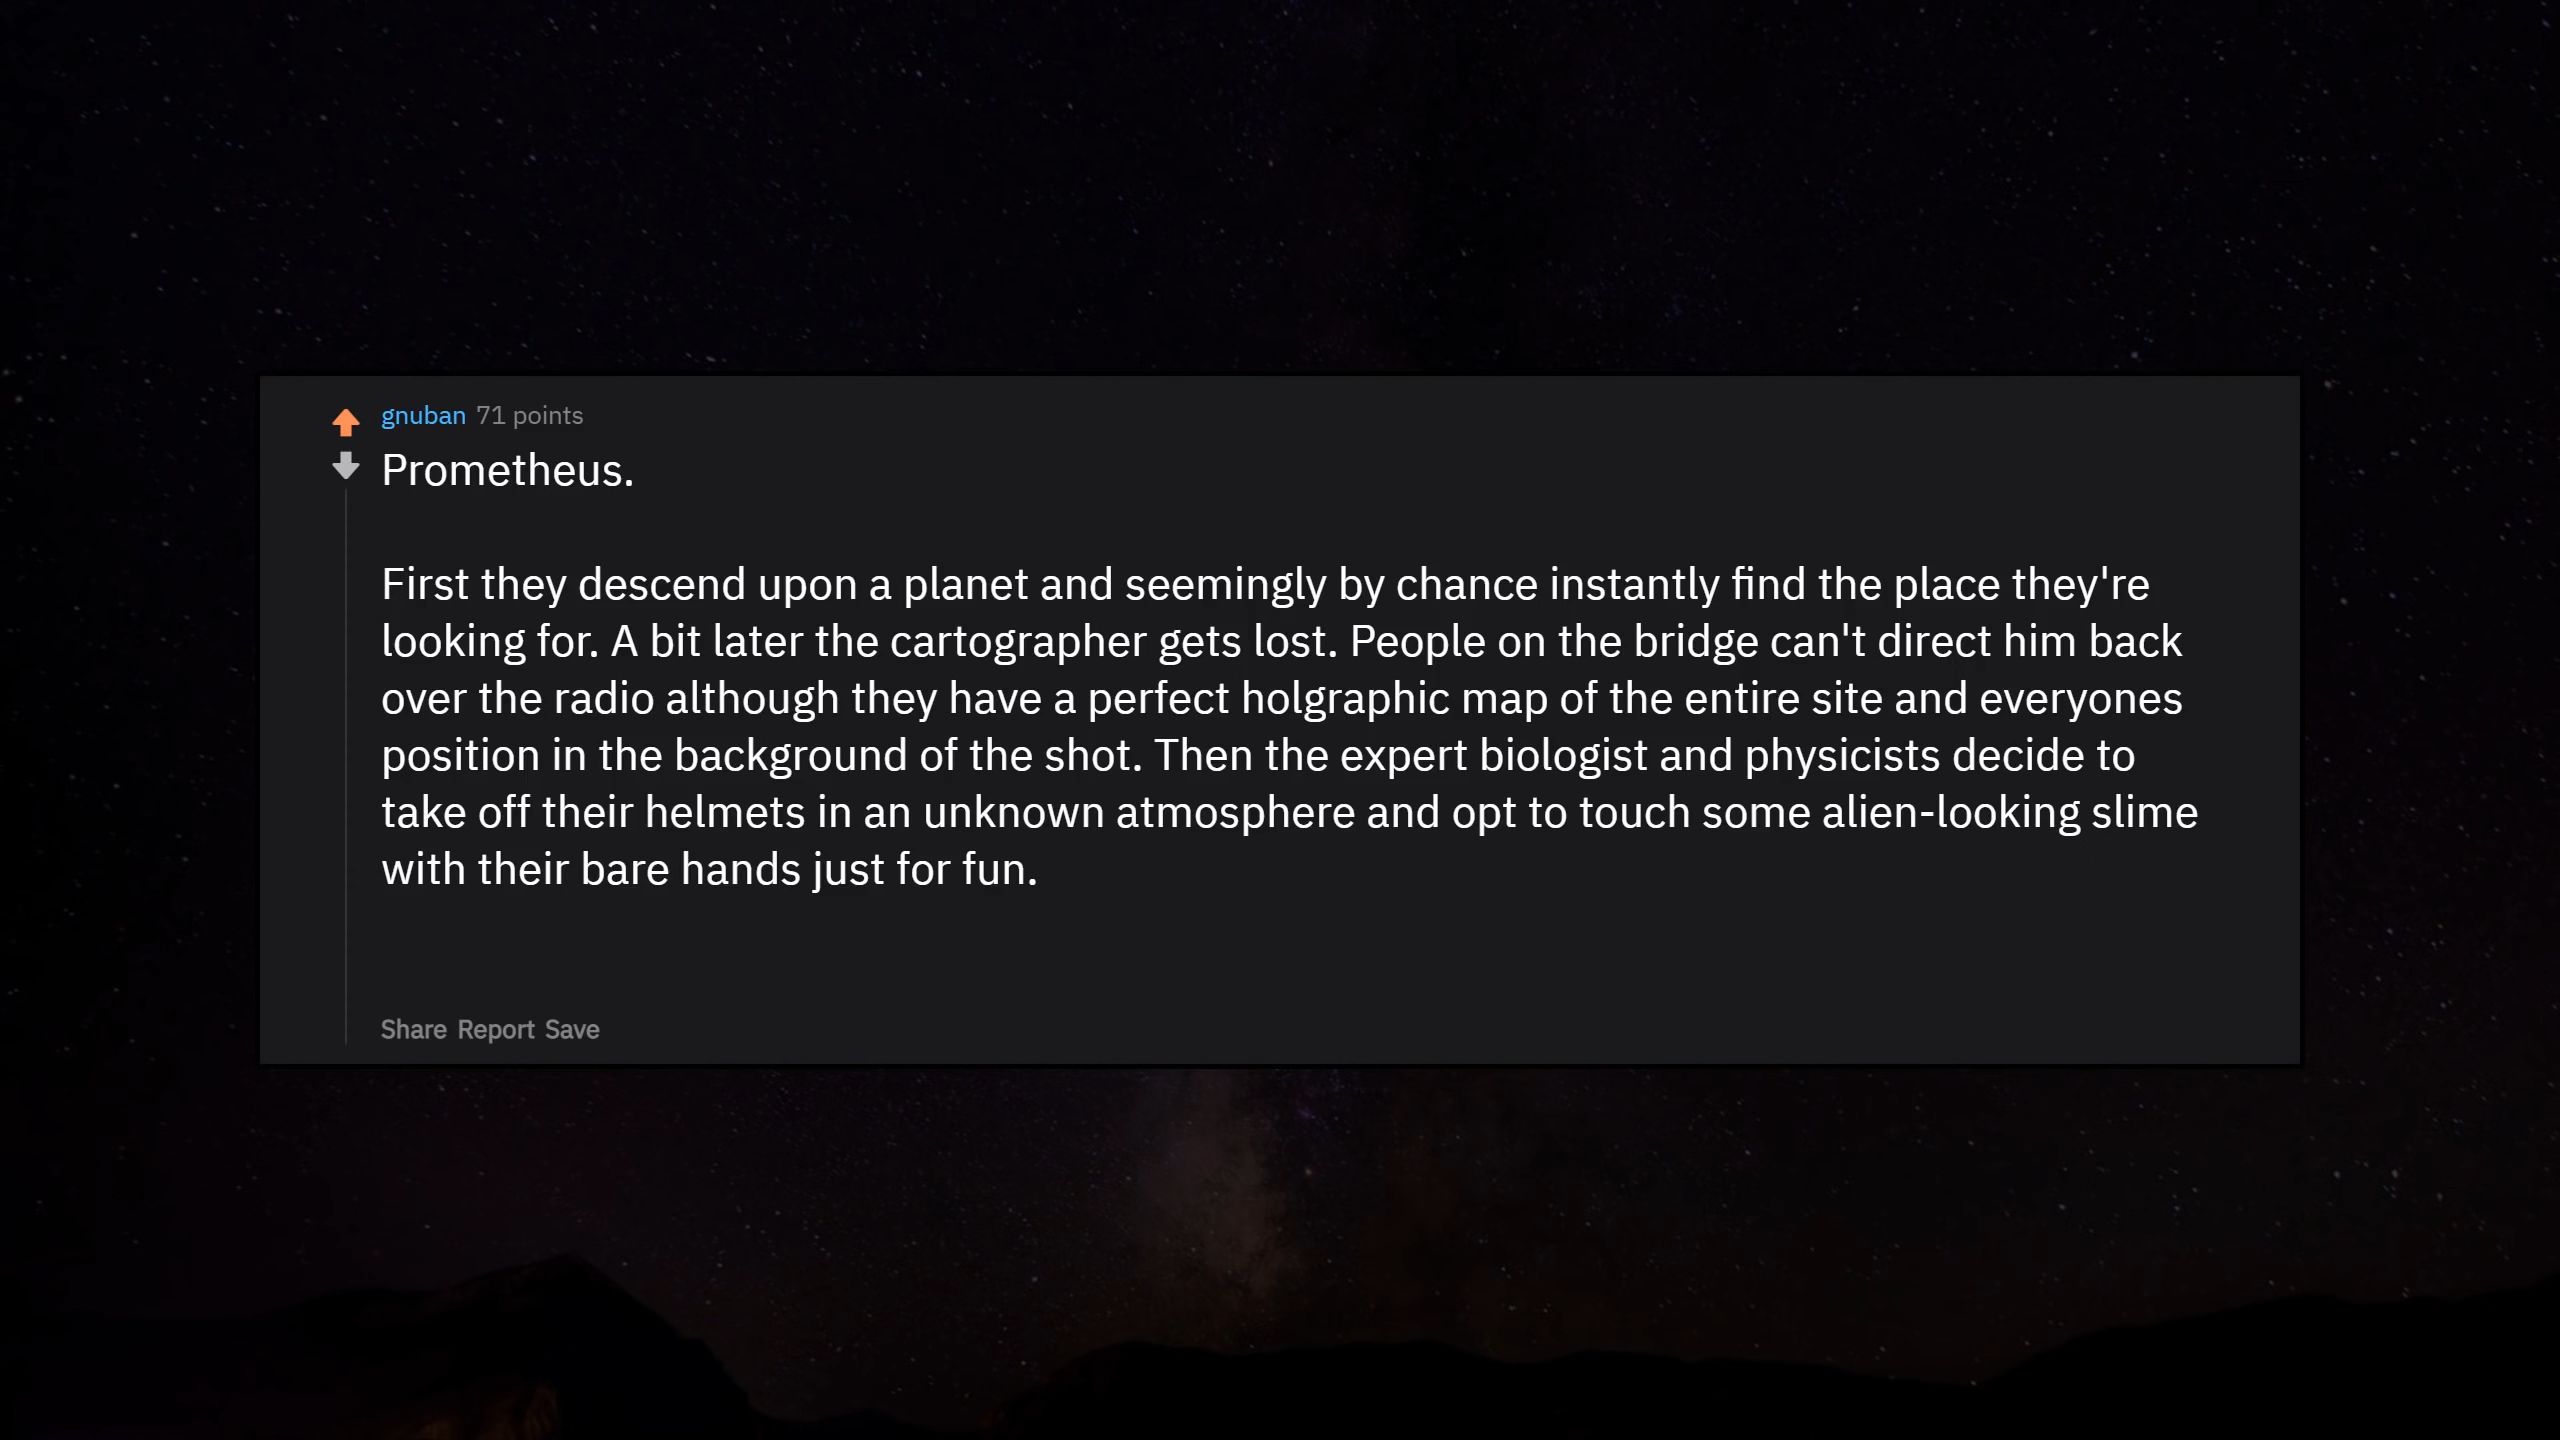 gnuban 71 points
Prometheus.
First they descend upon a planet and seemingly by chance instantly find the place they're
looking for. A bit later the cartographer gets lost. People on the bridge can't direct him back
over the radio although they have a perfect holgraphic map of the entire site and everyones
position in the background of the shot. Then the expert biologist and physicists decide to
take off their helmets in an unknown atmosphere and opt to touch some alien-looking slime
with their bare hands just for fun.
Share Report Save